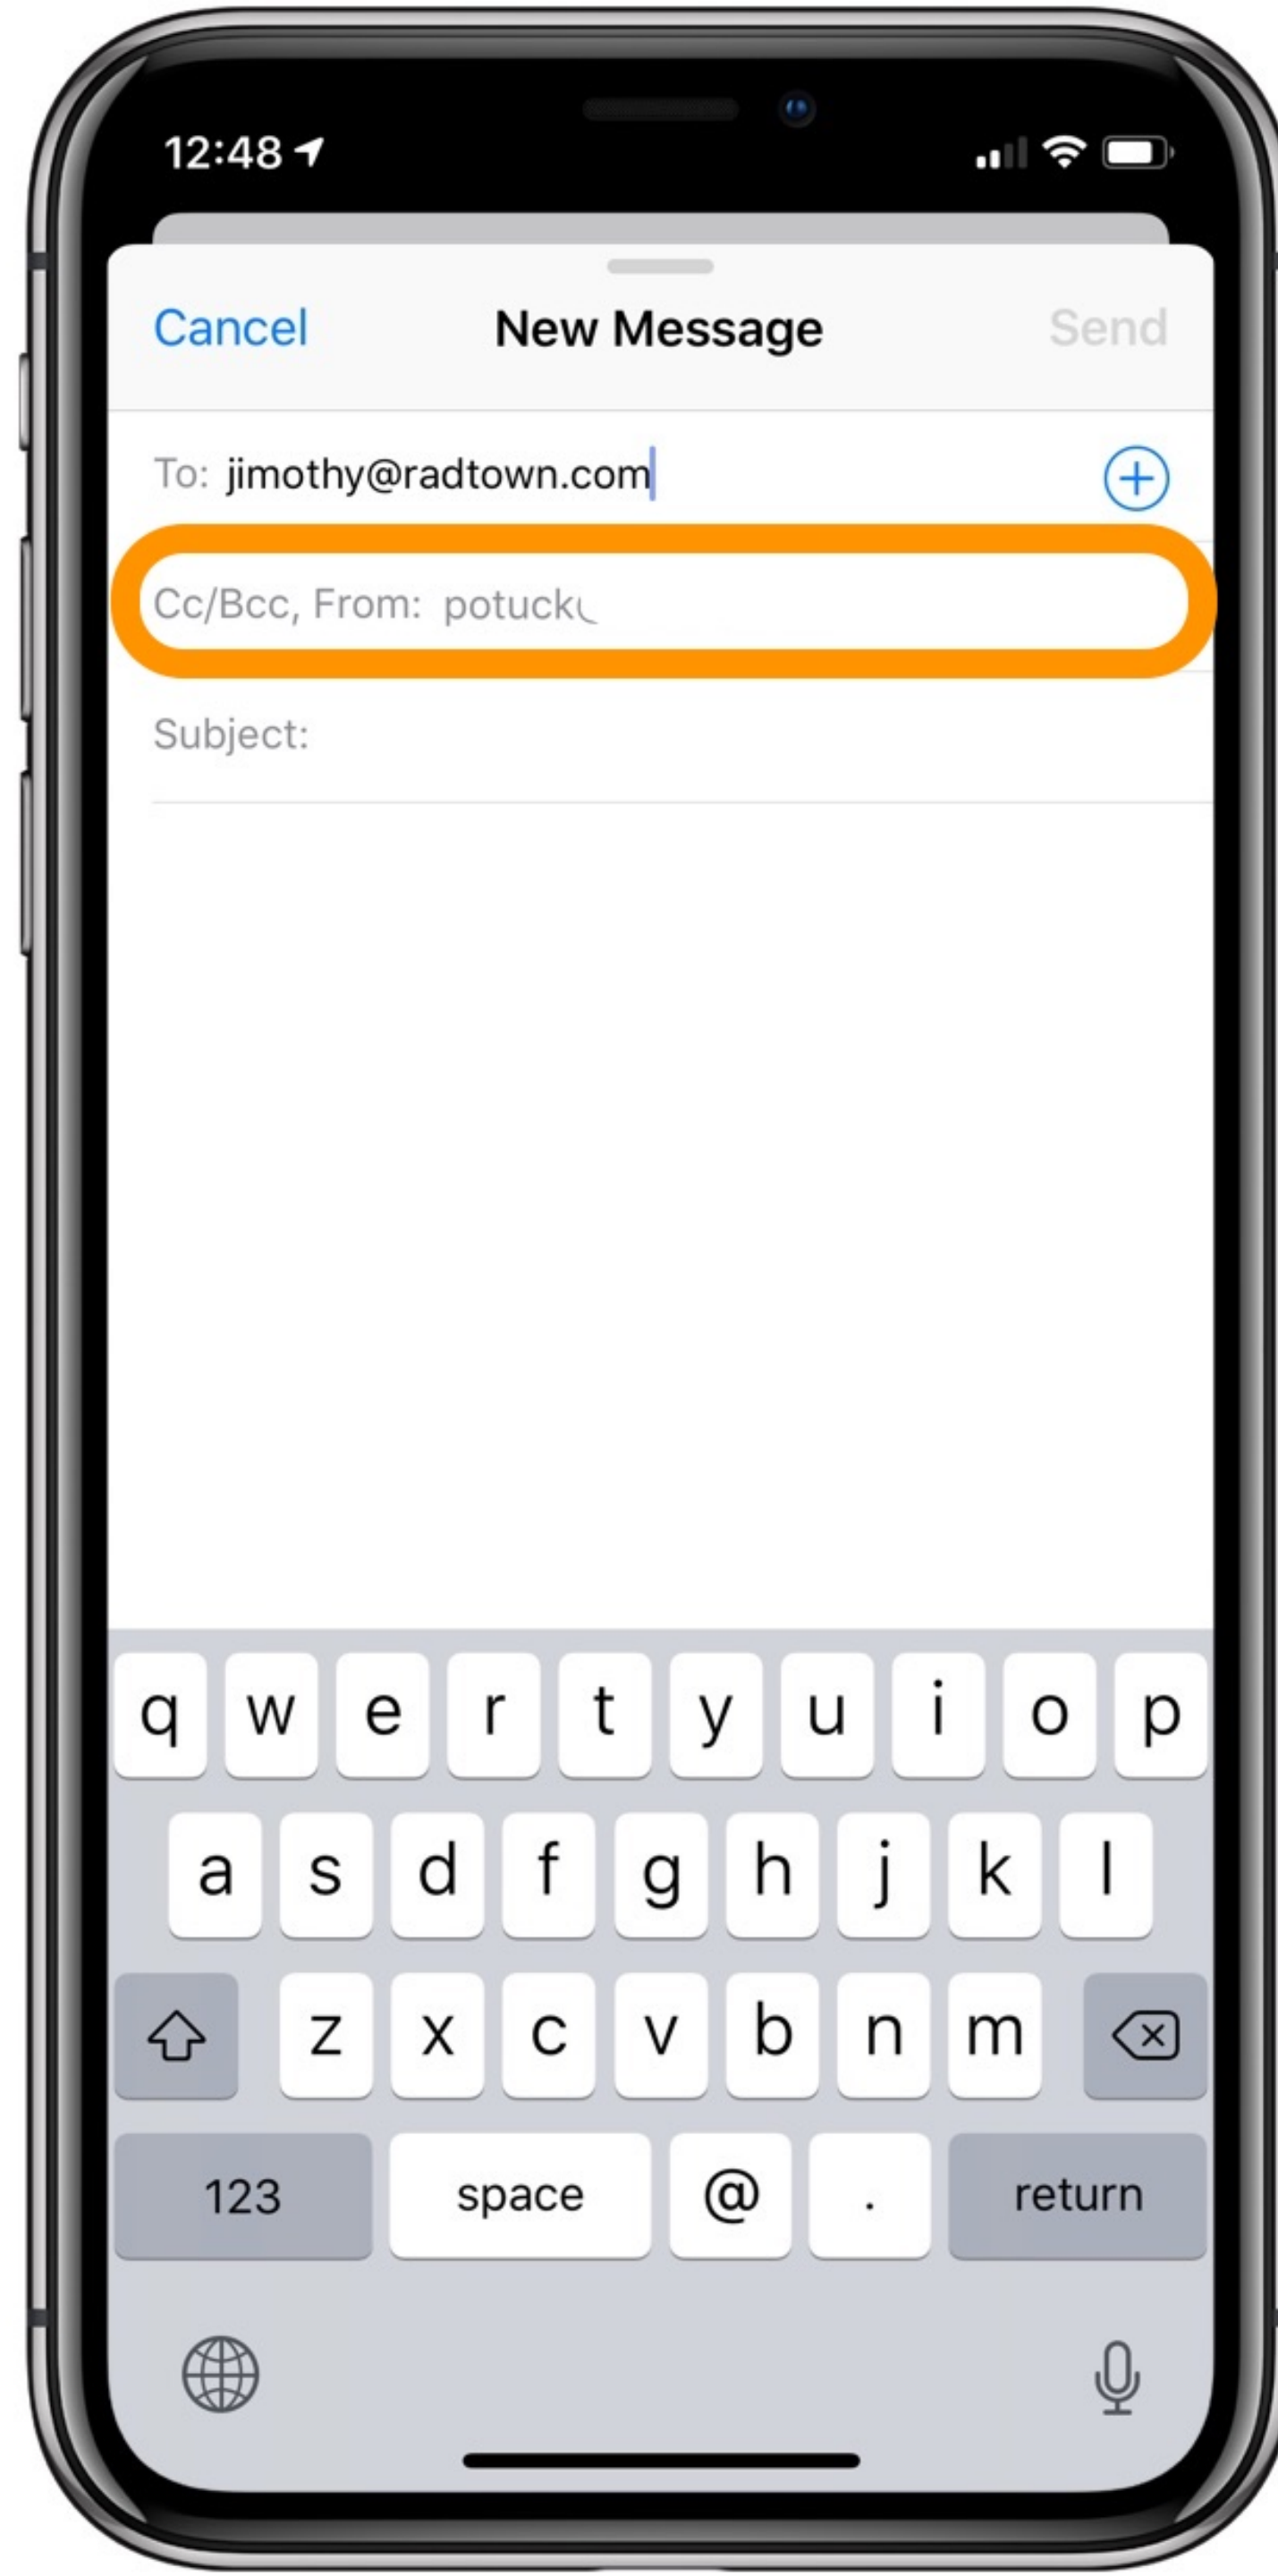 12:48
Cancel New Message Send
To: jimothy@radtown.com
Cc/Bcc, From: potuck
Subject:
q w e r t y u i o p
a s d f g h j k l
z x c v b n m
123 space @ . return